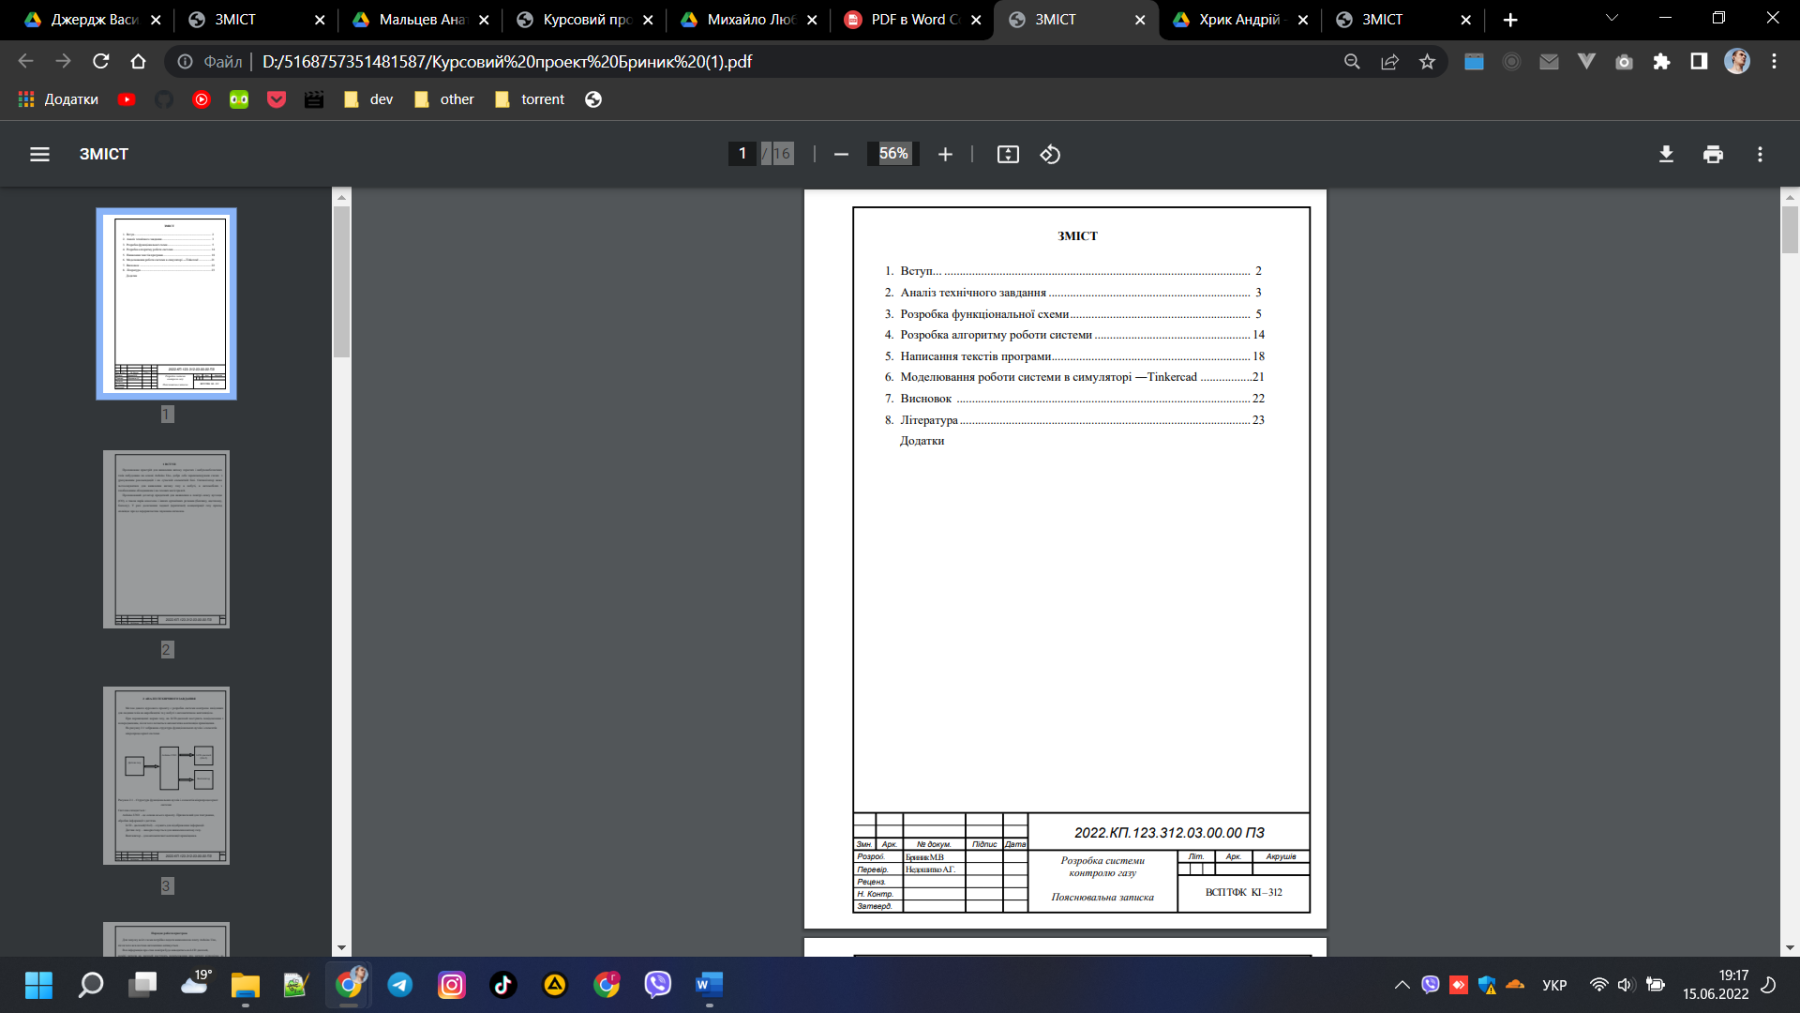 Джердж Васи
ЗМІСТ
Мальцев Ана
Курсовий про
Михайло Люб
PDF в Word Co
ЗМІСТ
Хрик Андрій
ЗМІСТ
Файл D:/5168757351481587/Курсовий%20проект%20Бриник%20(1).pdf
Додатки dev other torrent
ЗМІСТ 1 / 16 56%
1
2
3
ЗМІСТ
1. Вступ... 2
2. Аналіз технічного завдання 3
3. Розробка функціональної схеми 5
4. Розробка алгоритму роботи системи 14
5. Написання текстів програми 18
6. Моделювання роботи системи в симуляторі —Tinkercad 21
7. Висновок 22
8. Література 23
Додатки
2022.КП.123.312.03.00.00 ПЗ
Змн. Арк. № докум. Підпис Дата
Розроб. Бриник М.В
Перевір.
Реценз.
Н. Контр.
Затверд.
Розробка системи
контролю газу
Пояснювальна записка
Літ. Арк. Акрушів
ВСП ТФК КІ – 312
19° УКР 19:17
15.06.2022